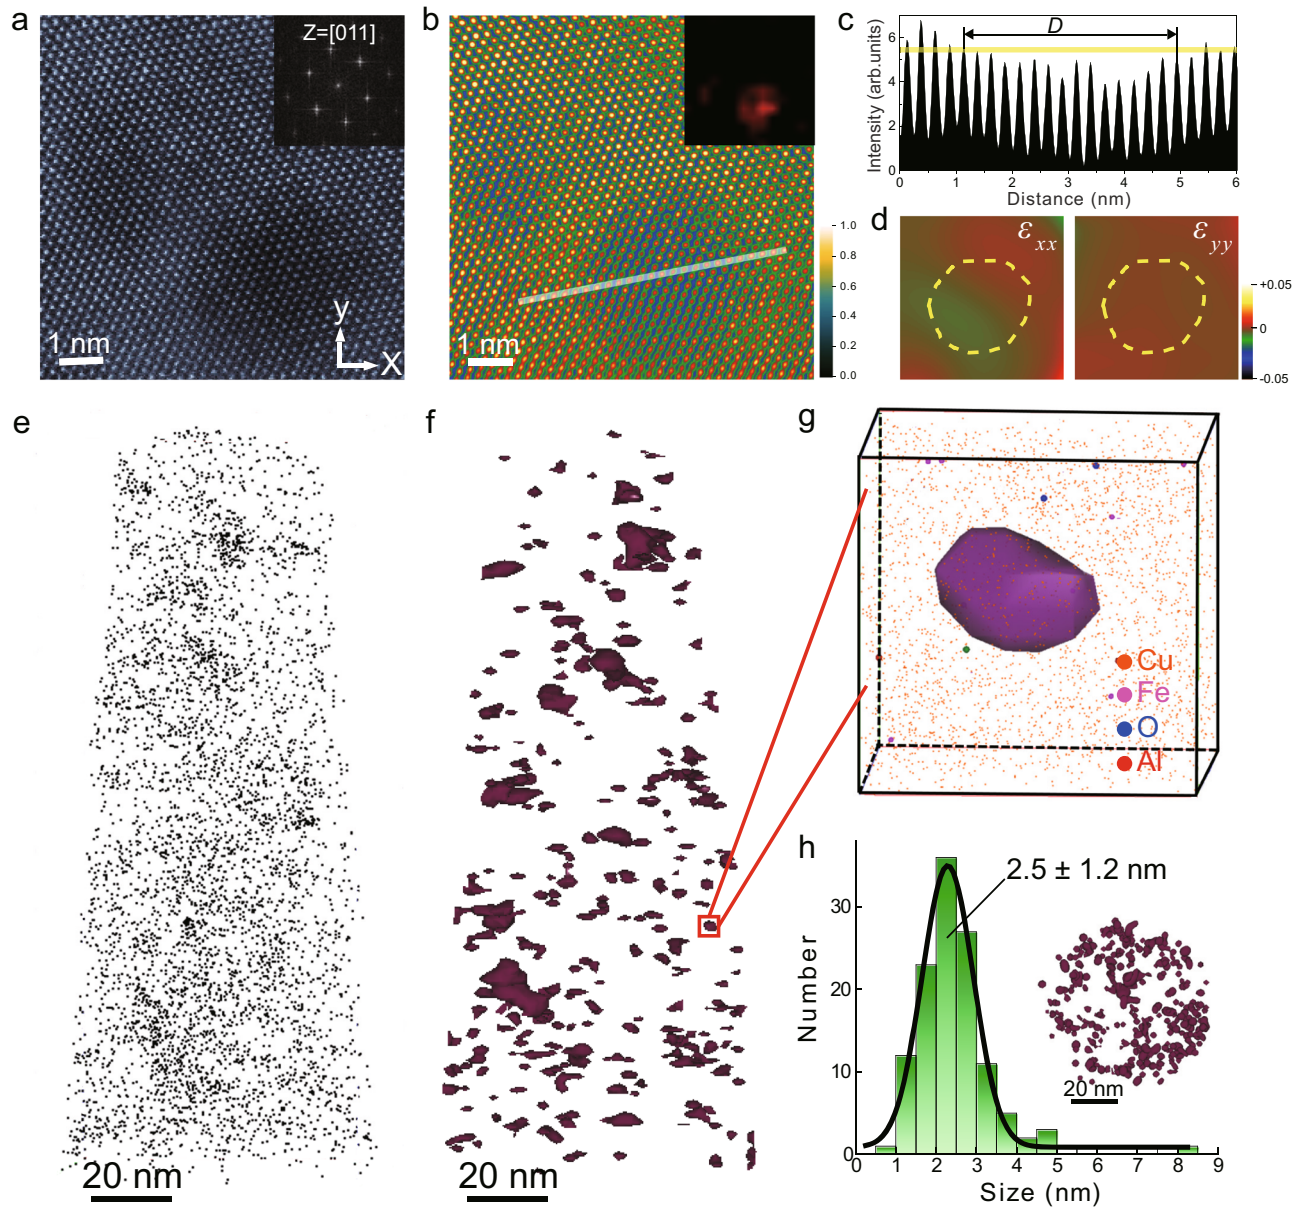 a
Z=[011]
1 nm
y
X
b
1 nm
1.0
0.8
0.6
0.4
0.2
0.0
c
D
Intensity (arb.units)
6
4
2
0
0 1 2 3 4 5 6
Distance (nm)
d
εxx
εyy
+0.05
0
-0.05
e
20 nm
f
20 nm
g
Cu
Fe
O
Al
h
2.5 ± 1.2 nm
Number
30
20
10
0
20 nm
0 1 2 3 4 5 6 7 8 9
Size (nm)